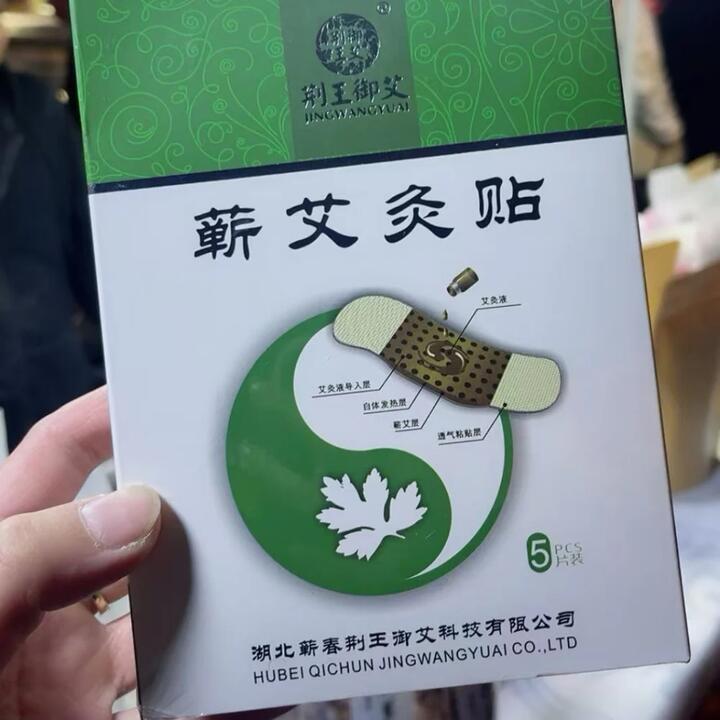 荆王御艾
JINGWANGYUAI
蕲艾灸贴
艾灸液
艾灸液导入层
自体发热层
蕲艾层
透气粘贴层
5 PCS
片装
湖北蕲春荆王御艾科技有限公司
HUBEI QICHUN JINGWANGYUAI CO.,LTD